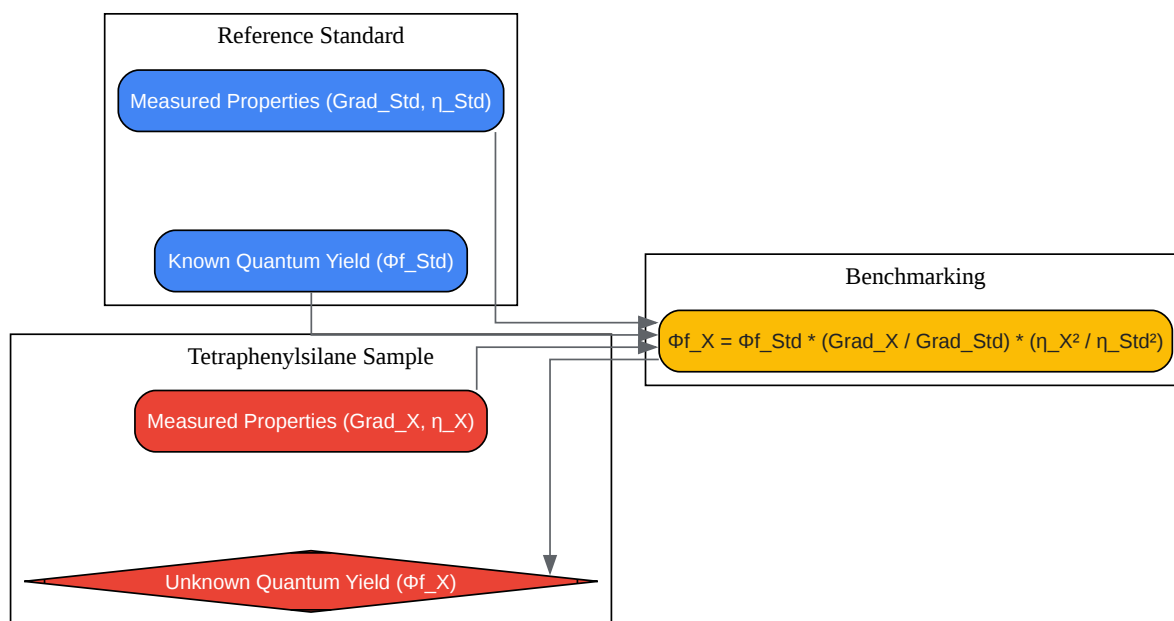 Reference Standard
Measured Properties (Grad_Std, η_Std)
Known Quantum Yield (Φf_Std)
Benchmarking
Φf_X = Φf_Std * (Grad_X / Grad_Std) * (η_X² / η_Std²)
Tetraphenylsilane Sample
Measured Properties (Grad_X, η_X)
Unknown Quantum Yield (Φf_X)